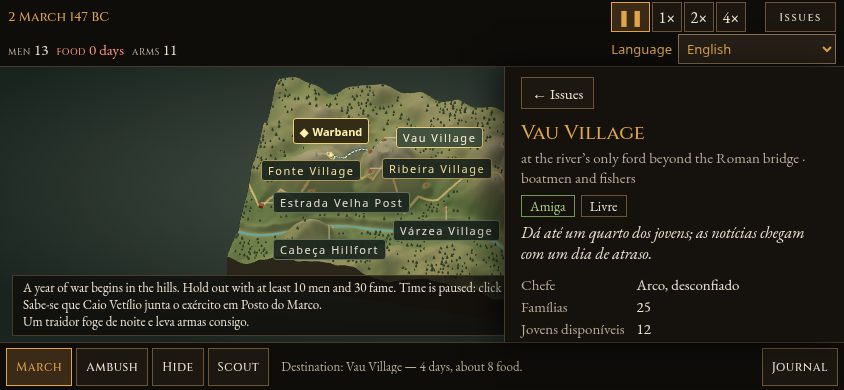 2 March 147 BC
❚❚ 1× 2× 4× Issues
MEN 13 FOOD 0 days ARMS 11
Language English
← Issues
Vau Village
at the river’s only ford beyond the Roman bridge ·
boatmen and fishers
Amiga Livre
Dá até um quarto dos jovens; as notícias chegam
com um dia de atraso.
Chefe Arco, desconfiado
Famílias 25
Jovens disponíveis 12
◆ Warband
Vau Village
Fonte Village
Ribeira Village
Estrada Velha Post
Várzea Village
Cabeça Hillfort
A year of war begins in the hills. Hold out with at least 10 men and 30 fame. Time is paused: click
Sabe-se que Caio Vetílio junta o exército em Posto do Marco.
Um traidor foge de noite e leva armas consigo.
March Ambush Hide Scout
Destination: Vau Village — 4 days, about 8 food.
Journal